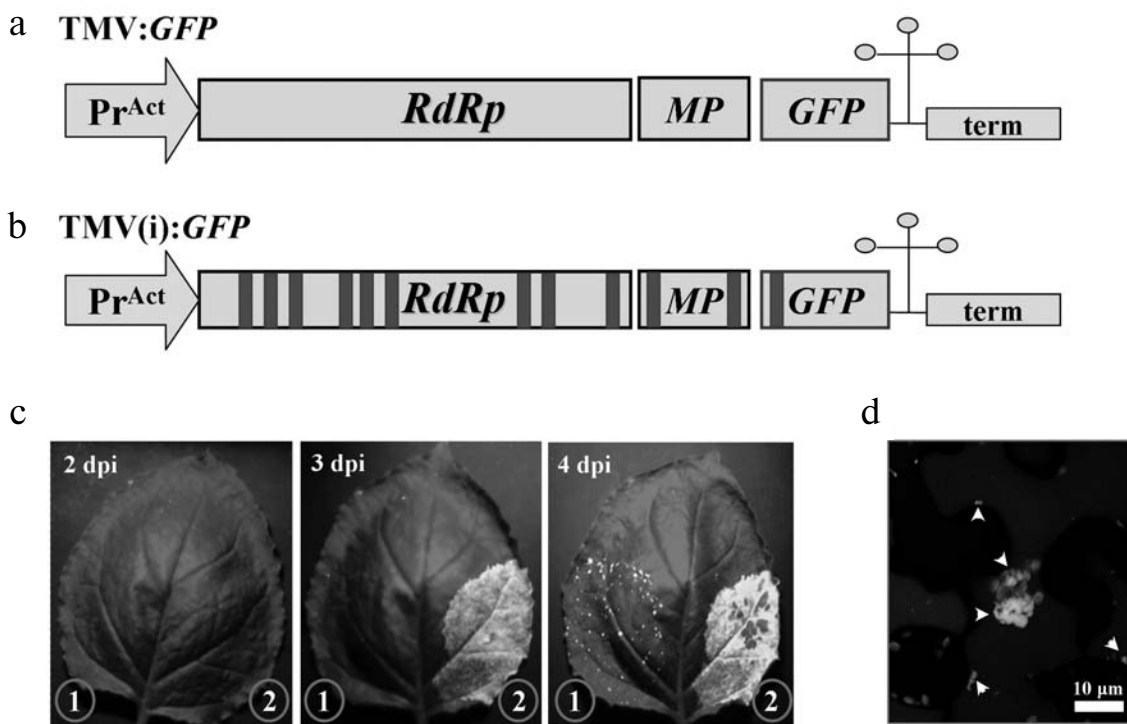 a TMV:GFP
Pr^Act RdRp MP GFP term
b TMV(i):GFP
Pr^Act RdRp MP GFP term
c d
2 dpi 3 dpi 4 dpi
1 2 1 2 1 2
10 µm